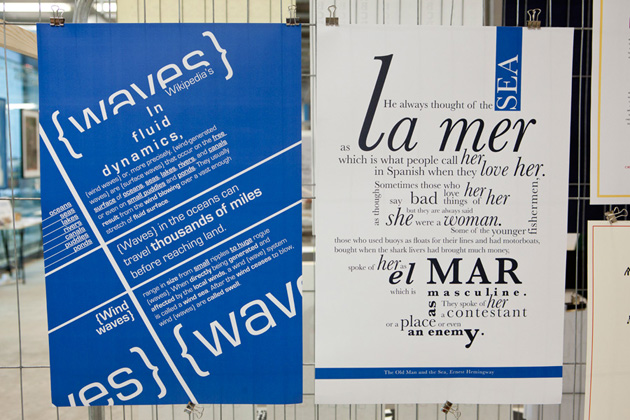 {waves}
Wikipedia's
In
fluid
dynamics,
{wind waves} or, more precisely, {wind-generated
waves} are {surface waves} that occur on the free
surface of oceans, seas, lakes, rivers, and canals
or even on small puddles and ponds. They usually
result from the wind blowing over a vast enough
stretch of fluid surface.
oceans
seas
lakes
rivers
canals
puddles
ponds
{Waves} in the oceans can
travel thousands of miles
before reaching land.
{Wind
waves}
range in size from small ripples to huge rogue
{waves}. When directly being generated and
affected by the local winds, a wind {wave} system
is called a wind sea. After the wind ceases to blow,
wind {waves} are called swell.
{wav
ves}
SEA
He always thought of the
as la mer
which is what people call her
in Spanish when they love her.
Sometimes those who love her
as though
say bad things of her
but they are always said
she were a woman.
Some of the younger fishermen,
those who used buoys as floats for their lines and had motorboats,
bought when the shark livers had brought much money,
spoke of her as
el MAR
which is masculine.
They spoke of her
as a contestant
or a place or even
an enemy.
The Old Man and the Sea, Ernest Hemingway